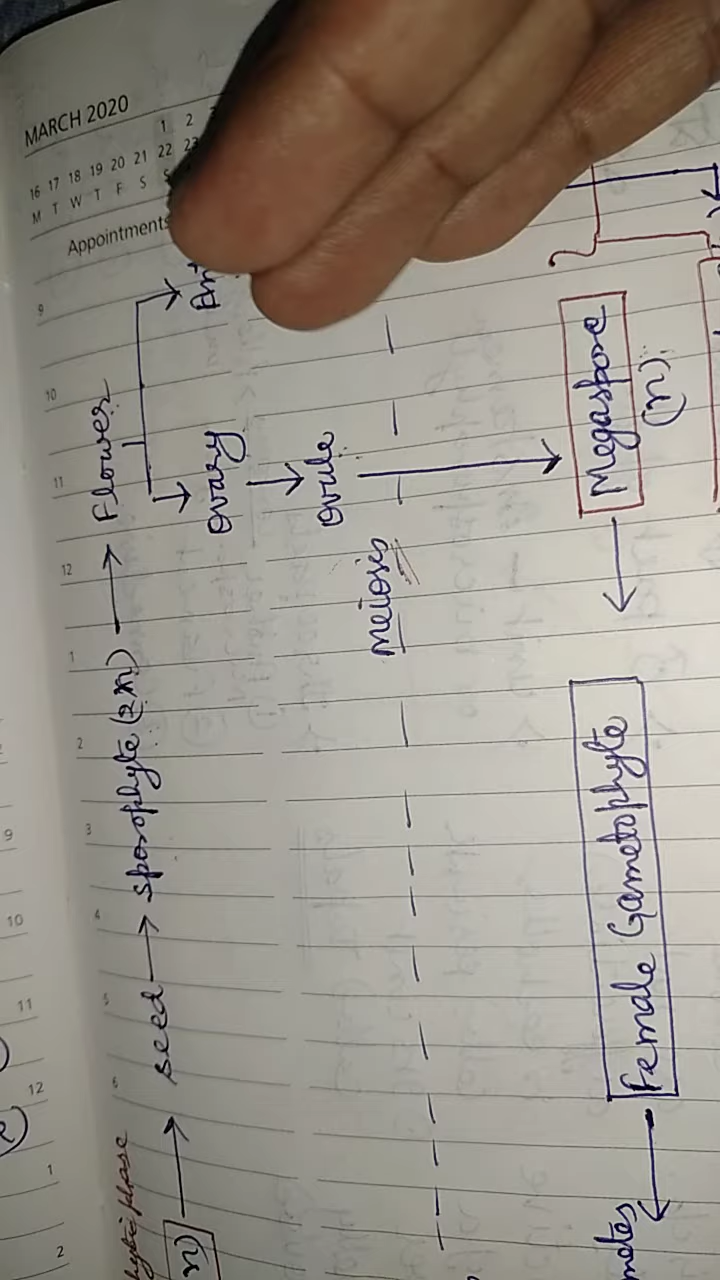 MARCH 2020
1 2
16 17 18 19 20 21 22 23
M T W T F S S
Appointments
9
10
11
12
1
2
3
4
5
6
n) → seed → Sporophyte (2n) → Flower
Ovary
Ovule
Meiosis
Megaspore
(n)
Female Gametophyte
9
10
11
12
1
2